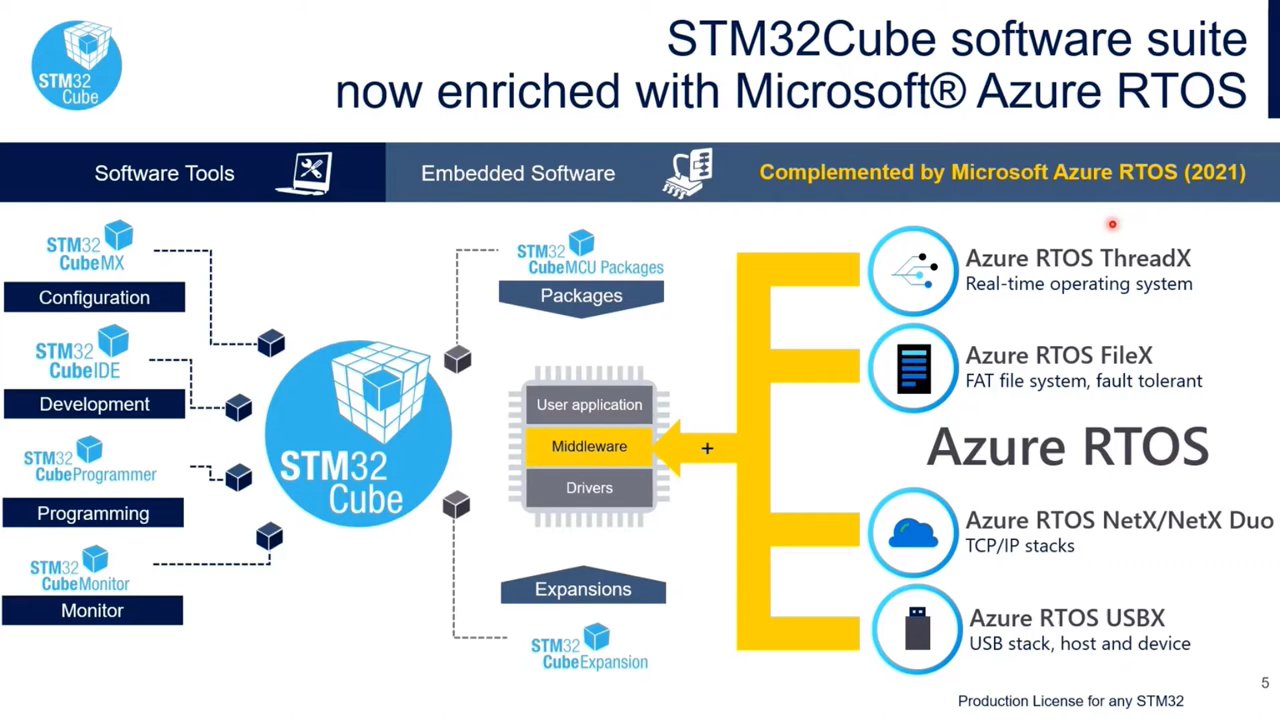 STM32
Cube
STM32Cube software suite
now enriched with Microsoft® Azure RTOS
Software Tools
Embedded Software
Complemented by Microsoft Azure RTOS (2021)
STM32
CubeMX
Configuration
STM32
CubeIDE
Development
STM32
CubeProgrammer
Programming
STM32
CubeMonitor
Monitor
STM32
Cube
STM32
CubeMCU Packages
Packages
User application
Middleware
Drivers
+
Expansions
STM32
CubeExpansion
Azure RTOS ThreadX
Real-time operating system
Azure RTOS FileX
FAT file system, fault tolerant
Azure RTOS
Azure RTOS NetX/NetX Duo
TCP/IP stacks
Azure RTOS USBX
USB stack, host and device
5
Production License for any STM32